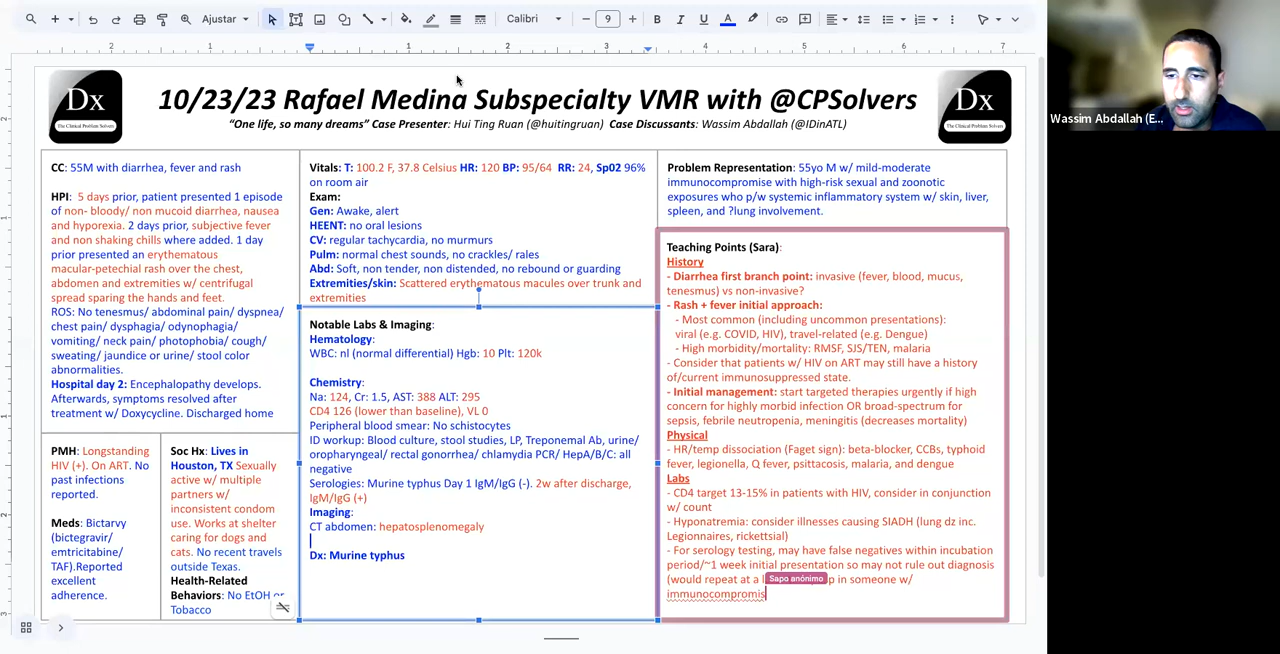 Ajustar
Calibri
9
2
1
1
2
3
4
5
6
7
Dx
The Clinical Problem Solvers
10/23/23 Rafael Medina Subspecialty VMR with @CPSolvers
“One life, so many dreams” Case Presenter: Hui Ting Ruan (@huitingruan) Case Discussants: Wassim Abdallah (@IDinATL)
Dx
The Clinical Problem Solvers
CC: 55M with diarrhea, fever and rash
HPI: 5 days prior, patient presented 1 episode
of non- bloody/ non mucoid diarrhea, nausea
and hyporexia. 2 days prior, subjective fever
and non shaking chills where added. 1 day
prior presented an erythematous
macular-petechial rash over the chest,
abdomen and extremities w/ centrifugal
spread sparing the hands and feet.
ROS: No tenesmus/ abdominal pain/ dyspnea/
chest pain/ dysphagia/ odynophagia/
vomiting/ neck pain/ photophobia/ cough/
sweating/ jaundice or urine/ stool color
abnormalities.
Hospital day 2: Encephalopathy develops.
Afterwards, symptoms resolved after
treatment w/ Doxycycline. Discharged home
PMH: Longstanding
HIV (+). On ART. No
past infections
reported.
Meds: Bictarvy
(bictegravir/
emtricitabine/
TAF).Reported
excellent
adherence.
Soc Hx: Lives in
Houston, TX Sexually
active w/ multiple
partners w/
inconsistent condom
use. Works at shelter
caring for dogs and
cats. No recent travels
outside Texas.
Health-Related
Behaviors: No EtOH or
Tobacco
Vitals: T: 100.2 F, 37.8 Celsius HR: 120 BP: 95/64 RR: 24, Sp02 96%
on room air
Exam:
Gen: Awake, alert
HEENT: no oral lesions
CV: regular tachycardia, no murmurs
Pulm: normal chest sounds, no crackles/ rales
Abd: Soft, non tender, non distended, no rebound or guarding
Extremities/skin: Scattered erythematous macules over trunk and
extremities
Notable Labs & Imaging:
Hematology:
WBC: nl (normal differential) Hgb: 10 Plt: 120k
Chemistry:
Na: 124, Cr: 1.5, AST: 388 ALT: 295
CD4 126 (lower than baseline), VL 0
Peripheral blood smear: No schistocytes
ID workup: Blood culture, stool studies, LP, Treponemal Ab, urine/
oropharyngeal/ rectal gonorrhea/ chlamydia PCR/ HepA/B/C: all
negative
Serologies: Murine typhus Day 1 IgM/IgG (-). 2w after discharge,
IgM/IgG (+)
Imaging:
CT abdomen: hepatosplenomegaly
Dx: Murine typhus
Problem Representation: 55yo M w/ mild-moderate
immunocompromise with high-risk sexual and zoonotic
exposures who p/w systemic inflammatory system w/ skin, liver,
spleen, and ?lung involvement.
Teaching Points (Sara):
History
- Diarrhea first branch point: invasive (fever, blood, mucus,
tenesmus) vs non-invasive?
- Rash + fever initial approach:
- Most common (including uncommon presentations):
viral (e.g. COVID, HIV), travel-related (e.g. Dengue)
- High morbidity/mortality: RMSF, SJS/TEN, malaria
- Consider that patients w/ HIV on ART may still have a history
of/current immunosuppressed state.
- Initial management: start targeted therapies urgently if high
concern for highly morbid infection OR broad-spectrum for
sepsis, febrile neutropenia, meningitis (decreases mortality)
Physical
- HR/temp dissociation (Faget sign): beta-blocker, CCBs, typhoid
fever, legionella, Q fever, psittacosis, malaria, and dengue
Labs
- CD4 target 13-15% in patients with HIV, consider in conjunction
w/ count
- Hyponatremia: consider illnesses causing SIADH (lung dz inc.
Legionnaires, rickettsial)
- For serology testing, may have false negatives within incubation
period/~1 week initial presentation so may not rule out diagnosis
(would repeat at a Sapo anónimo p in someone w/
immunocompromis
Wassim Abdallah (E...